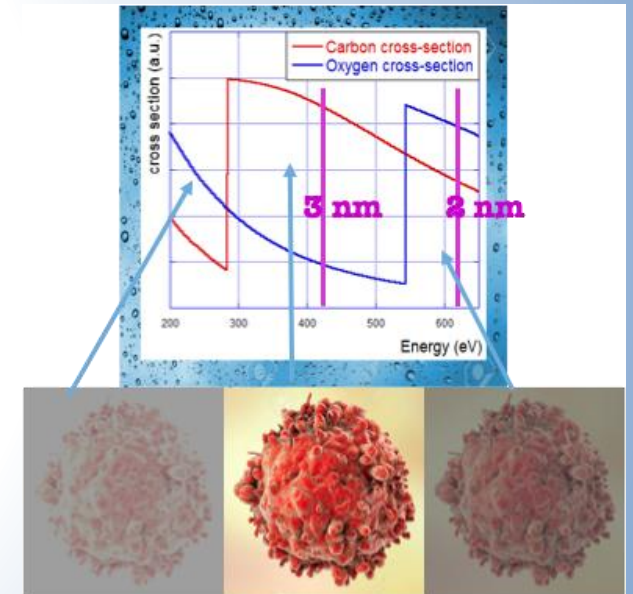 Carbon cross-section
Oxygen cross-section
cross section (a.u.)
3 nm
2 nm
200 300 400 500 600
Energy (eV)